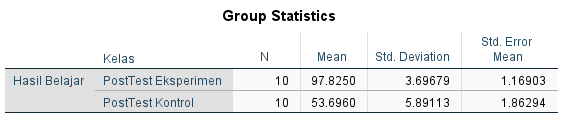 Group Statistics
Kelas N Mean Std. Deviation Std. Error Mean
Hasil Belajar PostTest Eksperimen 10 97.8250 3.69679 1.16903
PostTest Kontrol 10 53.6960 5.89113 1.86294